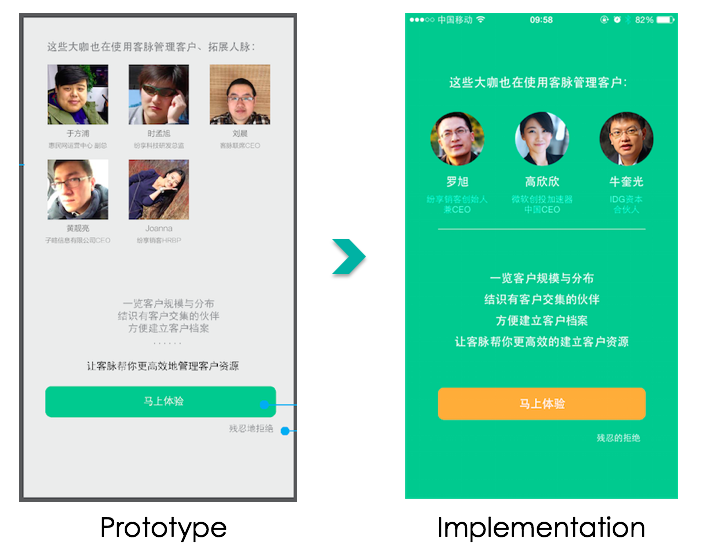 这些大咖也在使用客脉管理客户、拓展人脉：
于方浦
惠民网运营中心 副总
时孟旭
纷享科技研发总监
刘晨
客脉联席CEO
黄靓亮
子晴信息有限公司CEO
Joanna
纷享销客HRBP
一览客户规模与分布
结识有客户交集的伙伴
方便建立客户档案
......
让客脉帮你更高效地管理客户资源
马上体验
残忍地拒绝
Prototype
中国移动
09:58
82%
这些大咖也在使用客脉管理客户：
罗旭
纷享销客创始人
兼CEO
高欣欣
微软创投加速器
中国CEO
牛奎光
IDG资本
合伙人
一览客户规模与分布
结识有客户交集的伙伴
方便建立客户档案
让客脉帮你更高效的建立客户资源
马上体验
残忍的拒绝
Implementation